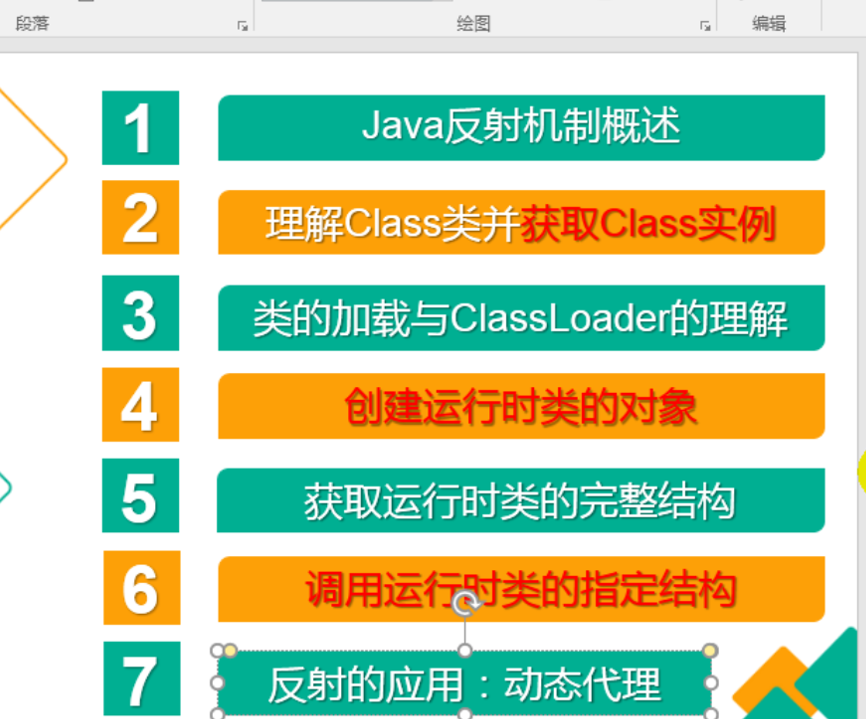 段落 绘图 编辑
1 Java反射机制概述
2 理解Class类并获取Class实例
3 类的加载与ClassLoader的理解
4 创建运行时类的对象
5 获取运行时类的完整结构
6 调用运行时类的指定结构
7 反射的应用：动态代理